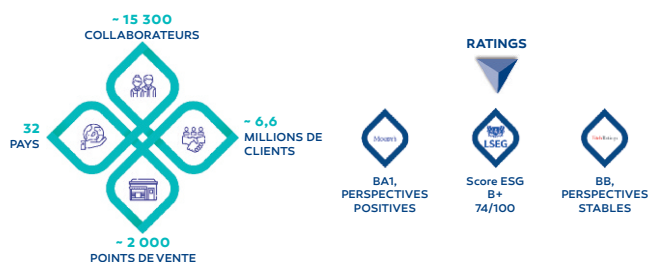 ~ 15 300
COLLABORATEURS
32
PAYS
~ 6,6
MILLIONS DE
CLIENTS
~ 2 000
POINTS DE VENTE
RATINGS
Moody's
BA1,
PERSPECTIVES
POSITIVES
LSEG
Score ESG
B+
74/100
FitchRatings
BB,
PERSPECTIVES
STABLES